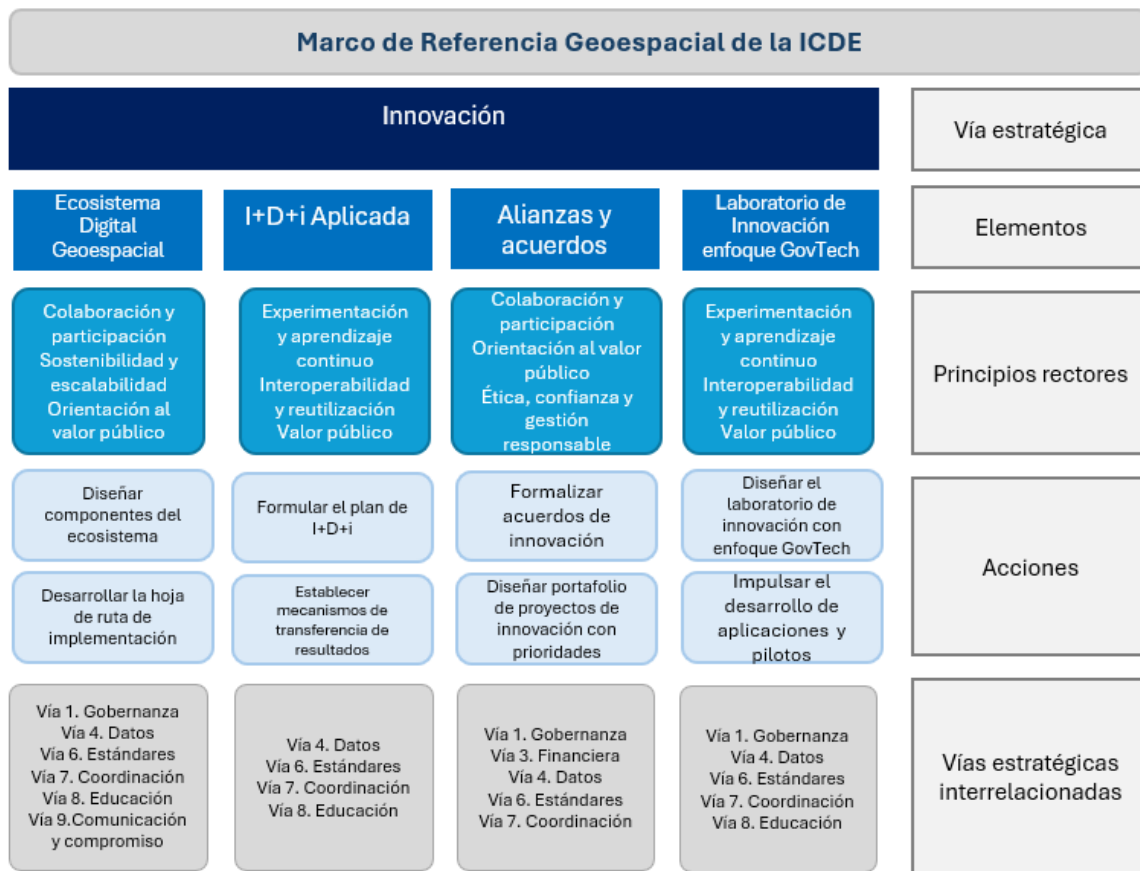 Marco de Referencia Geoespacial de la ICDE
Innovación
Vía estratégica
Ecosistema
Digital
Geoespacial
I+D+i Aplicada
Alianzas y
acuerdos
Laboratorio de
Innovación
enfoque GovTech
Elementos
Colaboración y
participación
Sostenibilidad y
escalabilidad
Orientación al
valor público
Experimentación
y aprendizaje
continuo
Interoperabilidad
y reutilización
Valor público
Colaboración y
participación
Orientación al valor
público
Ética, confianza y
gestión
responsable
Experimentación
y aprendizaje
continuo
Interoperabilidad
y reutilización
Valor público
Principios rectores
Diseñar
componentes del
ecosistema
Formular el plan de
I+D+i
Formalizar
acuerdos de
innovación
Diseñar el
laboratorio de
innovación con
enfoque GovTech
Acciones
Desarrollar la hoja
de ruta de
implementación
Establecer
mecanismos de
transferencia de
resultados
Diseñar portafolio
de proyectos de
innovación con
prioridades
Impulsar el
desarrollo de
aplicaciones y
pilotos
Vía 1. Gobernanza
Vía 4. Datos
Vía 6. Estándares
Vía 7. Coordinación
Vía 8. Educación
Vía 9.Comunicación
y compromiso
Vía 4. Datos
Vía 6. Estándares
Vía 7. Coordinación
Vía 8. Educación
Vía 1. Gobernanza
Vía 3. Financiera
Vía 4. Datos
Vía 6. Estándares
Vía 7. Coordinación
Vía 1. Gobernanza
Vía 4. Datos
Vía 6. Estándares
Vía 7. Coordinación
Vía 8. Educación
Vías estratégicas
interrelacionadas